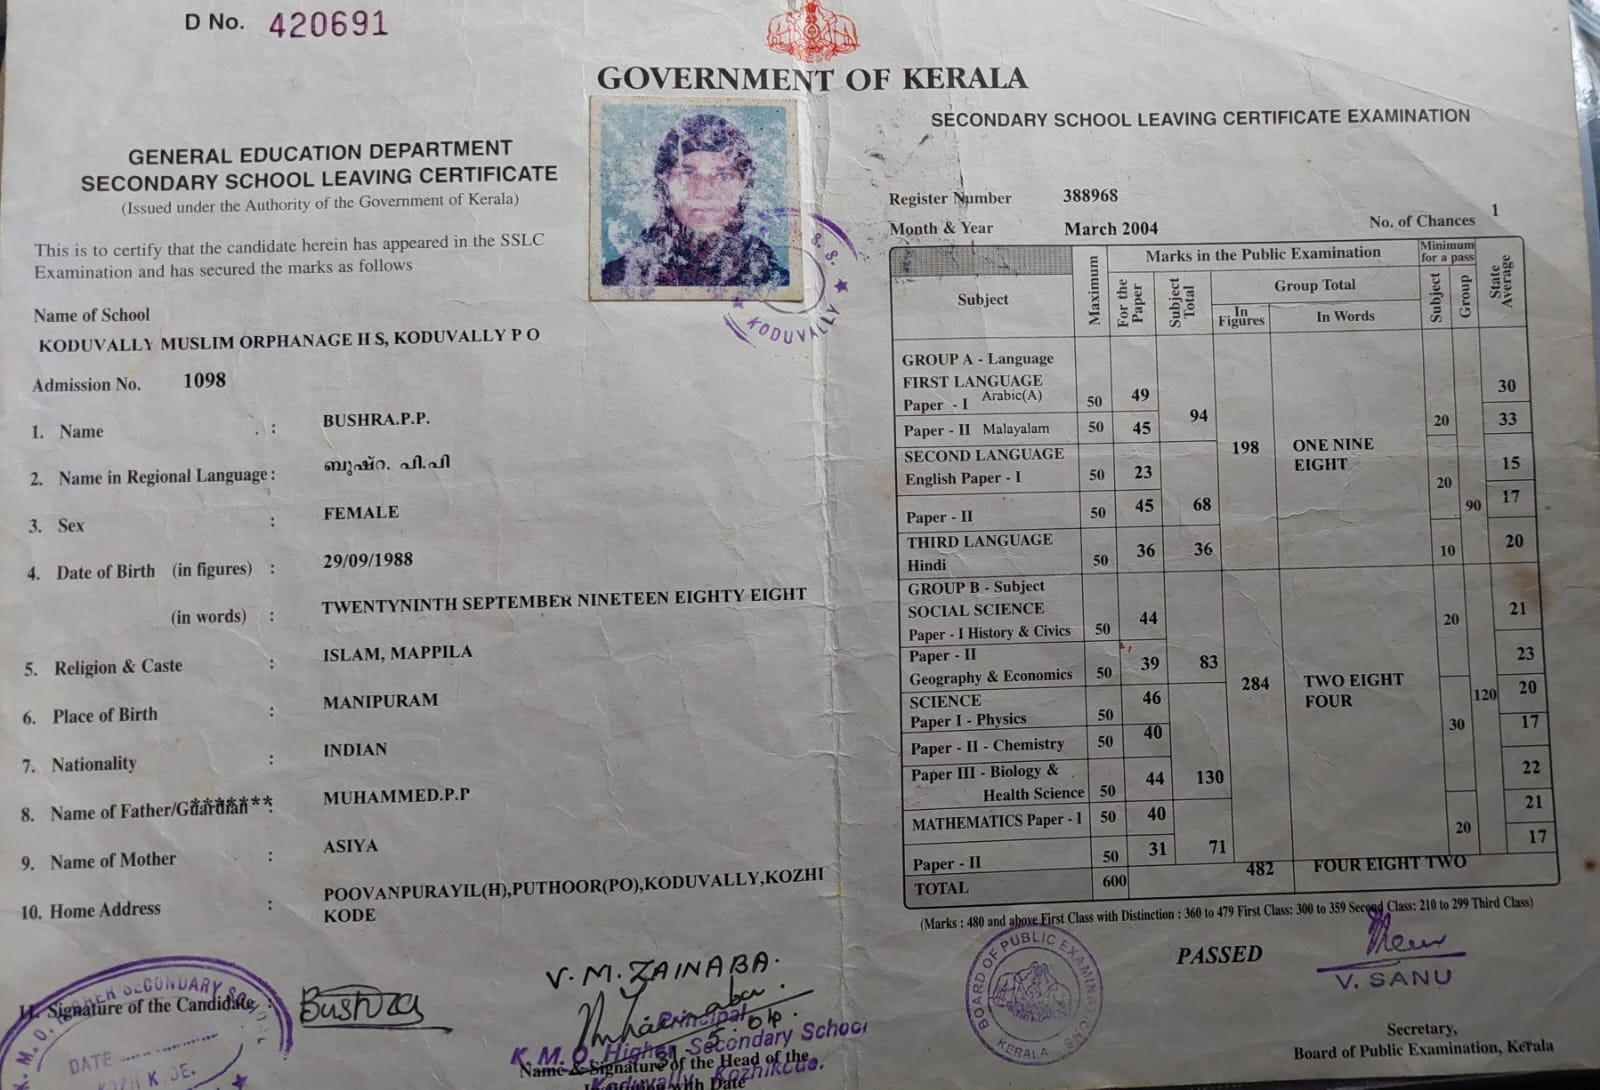 D No. 420691
GOVERNMENT OF KERALA
GENERAL EDUCATION DEPARTMENT
SECONDARY SCHOOL LEAVING CERTIFICATE
(Issued under the Authority of the Government of Kerala)
This is to certify that the candidate herein has appeared in the SSLC
Examination and has secured the marks as follows
Name of School
KODUVALLY MUSLIM ORPHANAGE H S, KODUVALLY P O
Admission No. 1098
1. Name : BUSHRA.P.P.
2. Name in Regional Language : ബുഷ്റ. പി.പി
3. Sex : FEMALE
4. Date of Birth (in figures) : 29/09/1988
(in words) : TWENTYNINTH SEPTEMBER NINETEEN EIGHTY EIGHT
5. Religion & Caste : ISLAM, MAPPILA
6. Place of Birth : MANIPURAM
7. Nationality : INDIAN
8. Name of Father/Guardian : MUHAMMED.P.P
9. Name of Mother : ASIYA
10. Home Address : POOVANPURAYIL(H),PUTHOOR(PO),KODUVALLY,KOZHI
KODE
11. Signature of the Candidate : Bushra
V.M. ZAINABA.
Principal
K.M.O. Higher Secondary School
Koduvally, Kozhikode.
Name & Signature of the Head of the
with Date
K.M.O. HIGHER SECONDARY SCHOOL
DATE
S.S. KODUVALLY
SECONDARY SCHOOL LEAVING CERTIFICATE EXAMINATION
Register Number 388968
Month & Year March 2004 No. of Chances 1
Subject Maximum Marks in the Public Examination Minimum for a pass State Average
For the Paper Subject Total Group Total Subject Group
In Figures In Words
GROUP A - Language
FIRST LANGUAGE
Paper - I Arabic(A) 50 49 30
Paper - II Malayalam 50 45 94 20 33
198 ONE NINE EIGHT
SECOND LANGUAGE
English Paper - I 50 23 20 15
Paper - II 50 45 68 90 17
THIRD LANGUAGE
Hindi 50 36 36 10 20
GROUP B - Subject
SOCIAL SCIENCE
Paper - I History & Civics 50 44 20 21
Paper - II
Geography & Economics 50 39 83 23
284 TWO EIGHT FOUR
SCIENCE
Paper I - Physics 50 46 120 20
Paper - II - Chemistry 50 40 30 17
Paper III - Biology &
Health Science 50 44 130 22
MATHEMATICS Paper - I 50 40 20 21
Paper - II 50 31 71 17
TOTAL 600 482 FOUR EIGHT TWO
(Marks : 480 and above First Class with Distinction : 360 to 479 First Class: 300 to 359 Second Class: 210 to 299 Third Class)
BOARD OF PUBLIC EXAMINATIONS KERALA
PASSED
V. SANU
Secretary,
Board of Public Examination, Kerala